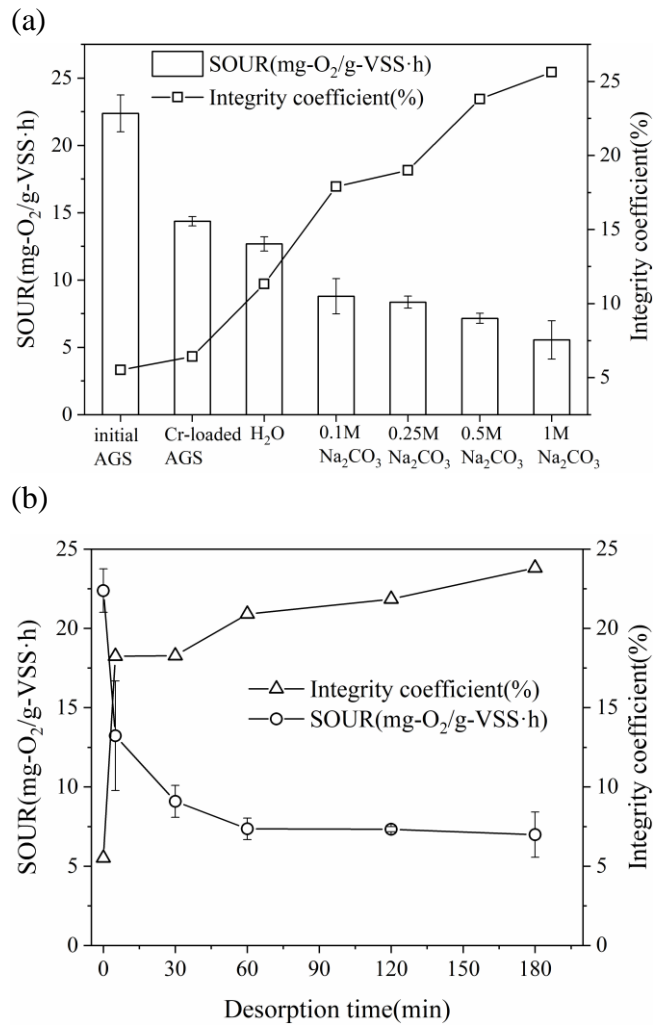 (a)
SOUR(mg-O₂/g-VSS·h)
Integrity coefficient(%)
25
20
15
10
5
0
SOUR(mg-O₂/g-VSS·h)
25
20
15
10
5
Integrity coefficient(%)
initial AGS
Cr-loaded AGS
H₂O
0.1M Na₂CO₃
0.25M Na₂CO₃
0.5M Na₂CO₃
1M Na₂CO₃
(b)
25
20
15
10
5
0
SOUR(mg-O₂/g-VSS·h)
Integrity coefficient(%)
SOUR(mg-O₂/g-VSS·h)
25
20
15
10
5
0
Integrity coefficient(%)
0 30 60 90 120 150 180
Desorption time(min)